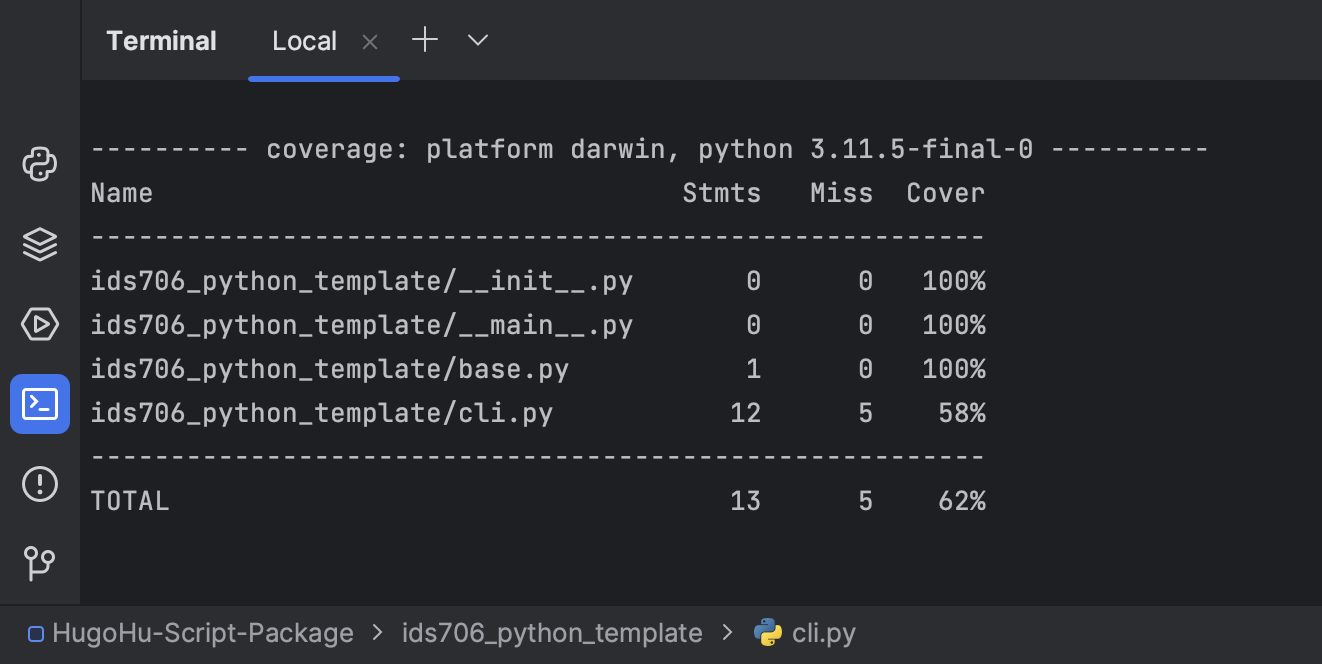 Terminal Local
---------- coverage: platform darwin, python 3.11.5-final-0 ----------
Name                                     Stmts   Miss  Cover
--------------------------------------------------------
ids706_python_template/__init__.py       0      0   100%
ids706_python_template/__main__.py       0      0   100%
ids706_python_template/base.py           1      0   100%
ids706_python_template/cli.py           12      5    58%
--------------------------------------------------------
TOTAL                                   13      5    62%
HugoHu-Script-Package > ids706_python_template > cli.py